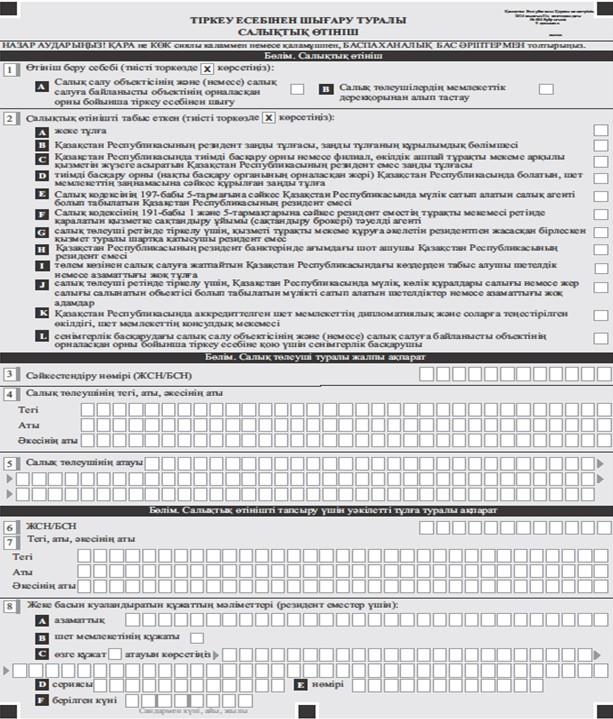 ТІРКЕУ ЕСЕБІНЕН ШЫҒАРУ ТУРАЛЫ
САЛЫҚТЫҚ ӨТІНІШ
НАЗАР АУДАРЫҢЫЗ! ҚАРА не КӨК сиялы қаламмен немесе қаламұшпен, БАСПАХАНАЛЫҚ БАС ӘРІПТЕРМЕН толтырыңыз.
Бөлім. Салықтық өтініш
1 Өтініш беру себебі (тиісті торкөзде X көрсетіңіз):
A Салық салу объектісінің және (немесе) салық салуға байланысты объектінің орналасқан орны бойынша тіркеу есебінен шығу
B Салық төлеушілердің мемлекеттік дерекқорынан алып тастау
2 Салықтық өтінішті табыс еткен (тиісті торкөзде X көрсетіңіз):
A жеке тұлға
B Қазақстан Республикасының резидент заңды тұлғасы, заңды тұлғаның құрылымдық бөлімшесі
C Қазақстан Республикасында тиімді басқару орны немесе филиал, өкілдік ашпай тұрақты мекеме арқылы
қызметін жүзеге асыратын Қазақстан Республикасының резидент емес заңды тұлғасы
D тиімді басқару орны (нақты басқару органының орналасқан жері) Қазақстан Республикасында болатын, шет
мемлекеттің заңнамасына сәйкес құрылған заңды тұлға
E Салық кодексінің 197-бабы 5-тармағына сәйкес Қазақстан Республикасында мүлік сатып алатын салық агенті
болып табылатын Қазақстан Республикасының резидент емесі
F Салық кодексінің 191-бабы 1 және 5-тармақтарына сәйкес резидент еместің тұрақты мекемесі ретінде
қаралатын қызметке сақтандыру ұйымы (сақтандыру брокері) тәуелді агенті
G салық төлеуші ретінде тіркелу үшін, қызметі тұрақты мекеме құруға әкелетін резидентпен жасасқан бірлескен
қызмет туралы шартқа қатысушы резидент емес
H Қазақстан Республикасының резидент банктерінде ағымдағы шот ашушы Қазақстан Республикасының
резидент емесі
I төлем көзінен салық салуға жатпайтын Қазақстан Республикасындағы көздерден табыс алушы шетелдік
немесе азаматтығы жоқ тұлға
J салық төлеуші ретінде тіркелу үшін, Қазақстан Республикасында мүлік, көлік құралдары салығы немесе жер
салығы салынатын объектісі болып табылатын мүлікті сатып алатын шетелдіктер немесе азаматтығы жоқ
адамдар
K Қазақстан Республикасында аккредиттелген шет мемлекеттің дипломатиялық және соларға теңестірілген
өкілдігі, шет мемлекеттің консулдық мекемесі
L сенімгерлік басқарудағы салық салу объектісінің және (немесе) салық салуға байланысты объектінің
орналасқан орны бойынша тіркеу есебіне қою үшін сенімгерлік басқарушы
Бөлім. Салық төлеуші туралы жалпы ақпарат
3 Сәйкестендіру нөмірі (ЖСН/БСН)
4 Салық төлеушінің тегі, аты, әкесінің аты
Тегі
Аты
Әкесінің аты
5 Салық төлеушінің атауы
Бөлім. Салықтық өтінішті тапсыру үшін уәкілетті тұлға туралы ақпарат
6 ЖСН/БСН
7 Тегі, аты, әкесінің аты
Тегі
Аты
Әкесінің аты
8 Жеке басын куәландыратын құжаттың мәліметтері (резидент еместер үшін):
A азаматтық
B шет мемлекетінің құжаты
C өзге құжат атауын көрсетіңіз
D сериясы E нөмірі
F берілген күні
Сандармен күні, айы, жылы